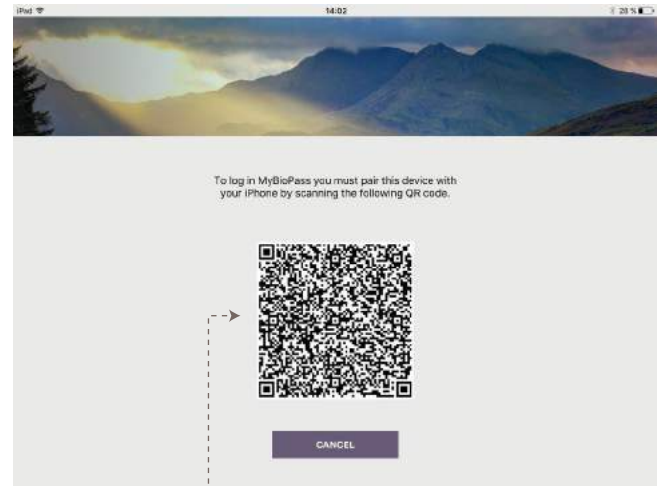 iPad
14:02
28 %
To log in MyBioPass you must pair this device with
your iPhone by scanning the following QR code.
CANCEL